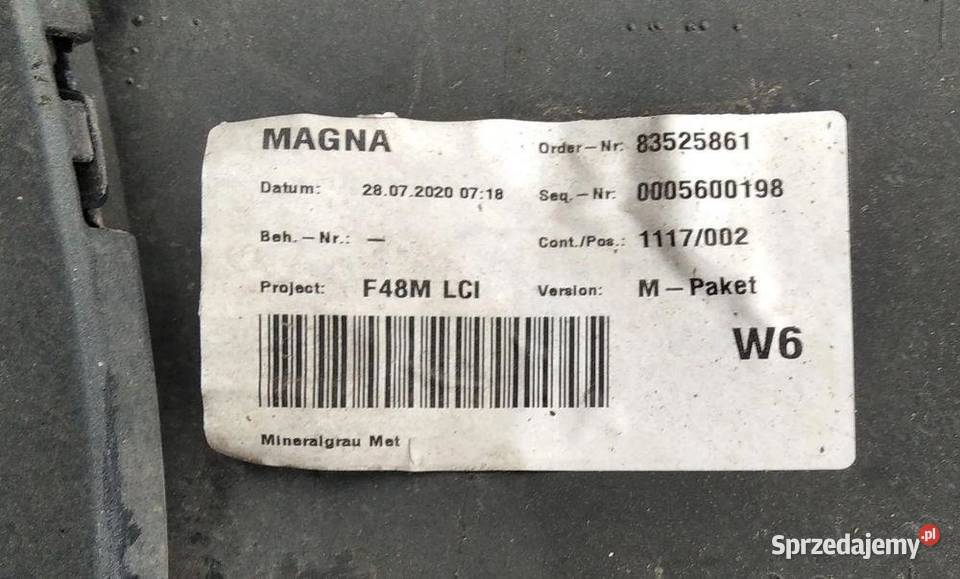 MAGNA
Order-Nr: 83525861
Datum: 28.07.2020 07:18
Seq.-Nr: 0005600198
Beh.-Nr.: —
Cont./Pos.: 1117/002
Project: F48M LCI
Version: M-Paket
W6
Mineralgrau Met
Sprzedajemy.pl